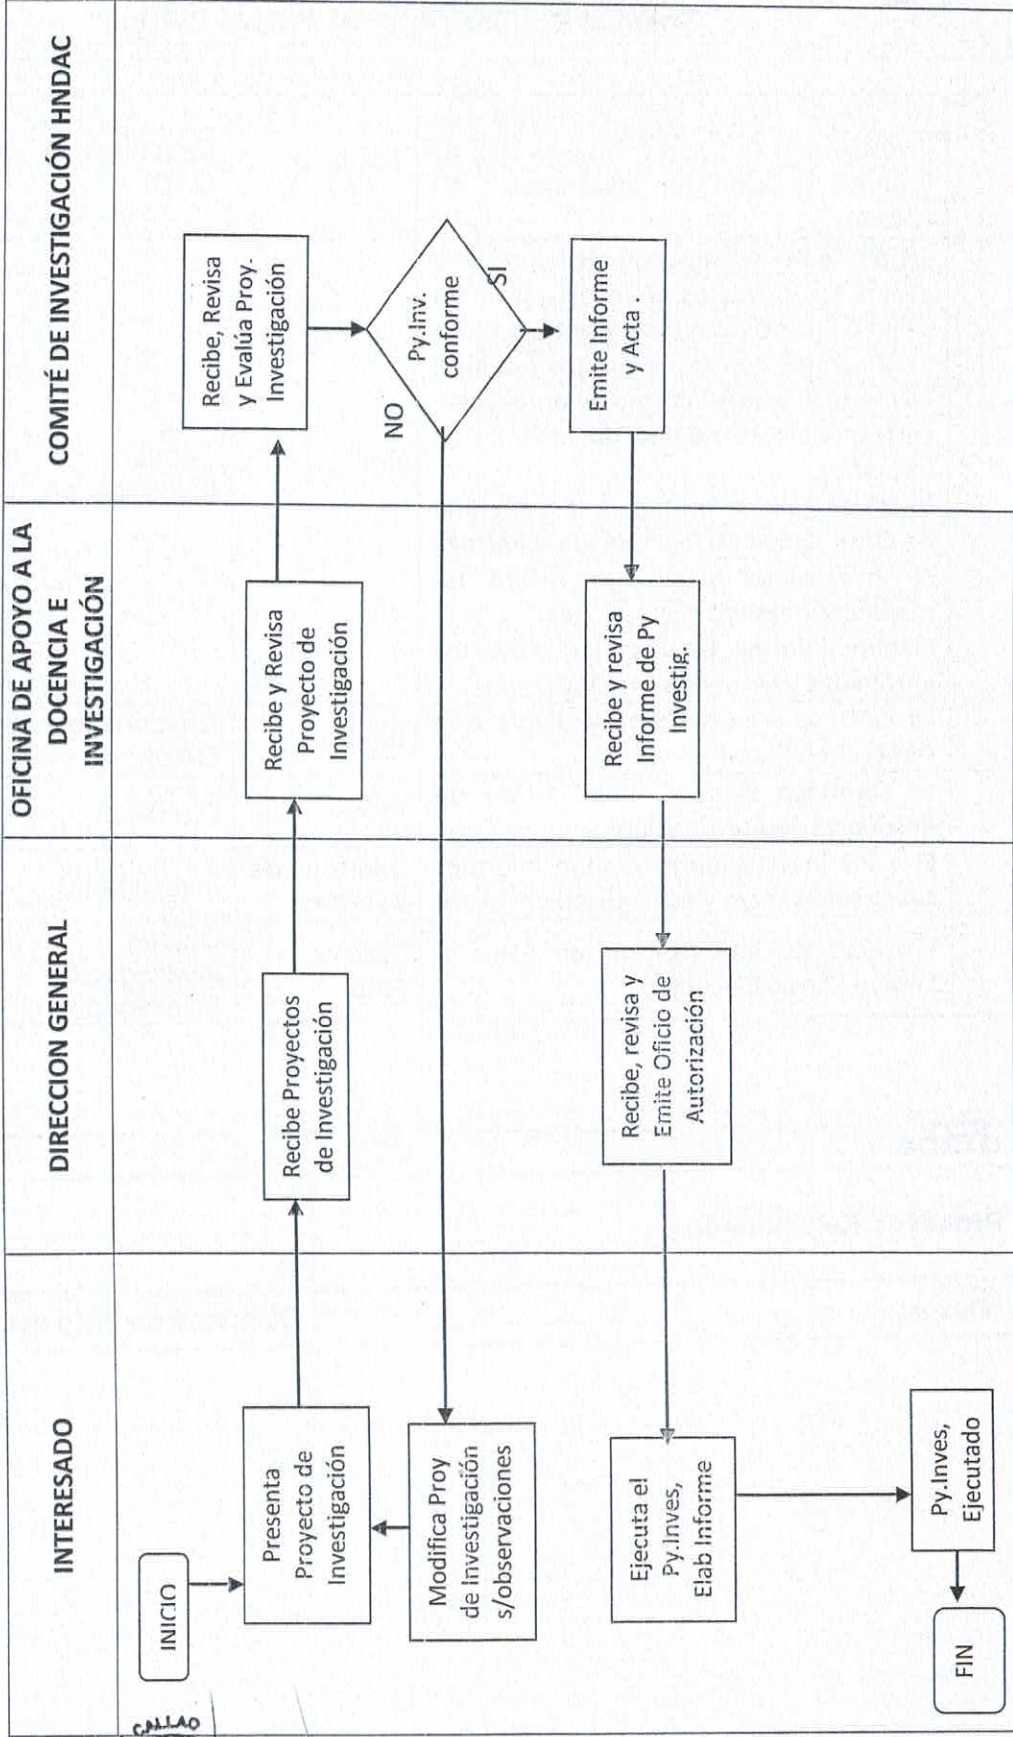 INTERESADO
DIRECCION GENERAL
OFICINA DE APOYO A LA
DOCENCIA E
INVESTIGACIÓN
COMITÉ DE INVESTIGACIÓN HNDAC
INICIO
Presenta
Proyecto de
Investigación
Recibe Proyectos
de Investigación
Recibe y Revisa
Proyecto de
Investigación
Recibe, Revisa
y Evalúa Proy.
Investigación
Py.Inv.
conforme
NO
SI
Modifica Proy
de Investigación
s/observaciones
Emite Informe
y Acta .
Recibe y revisa
Informe de Py
Investig.
Recibe, revisa y
Emite Oficio de
Autorización
Ejecuta el
Py.Inves,
Elab Informe
Py.Inves,
Ejecutado
FIN
CALLAO